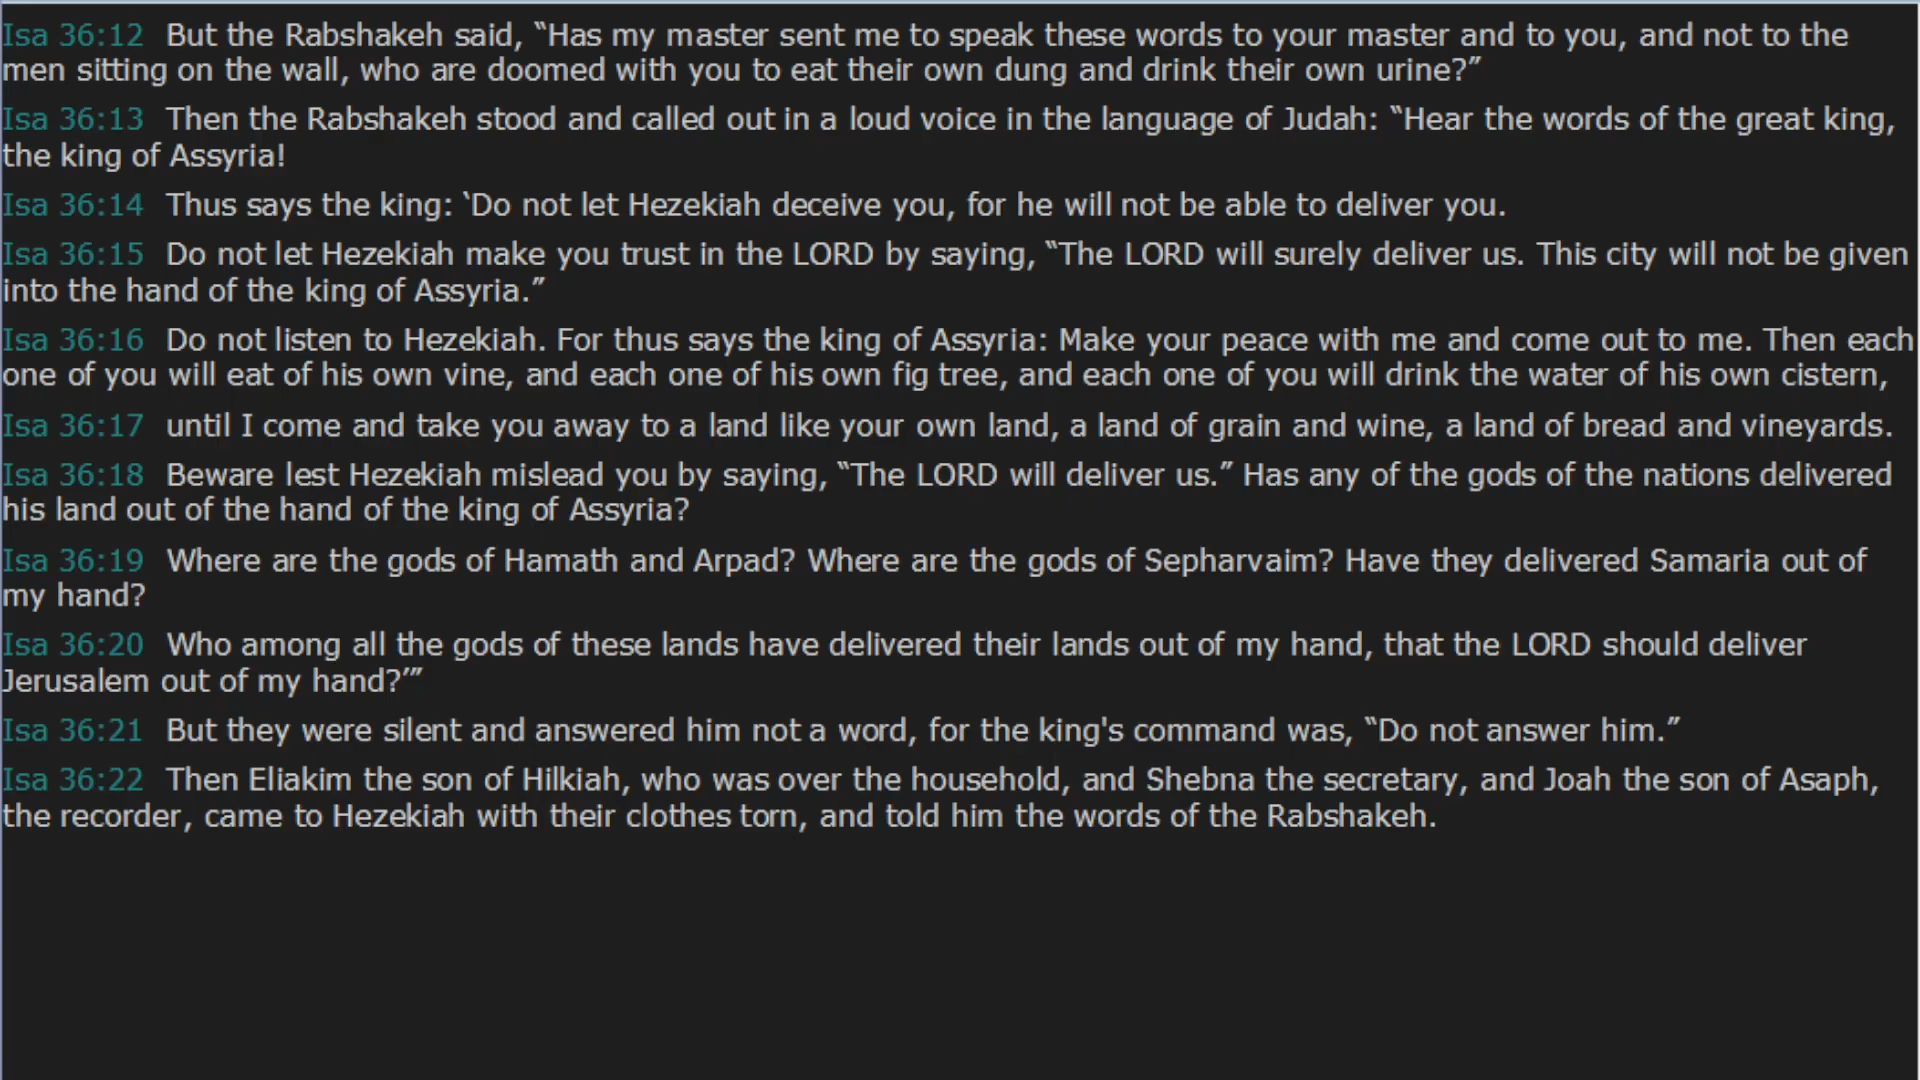 Isa 36:12 But the Rabshakeh said, “Has my master sent me to speak these words to your master and to you, and not to the
men sitting on the wall, who are doomed with you to eat their own dung and drink their own urine?”
Isa 36:13 Then the Rabshakeh stood and called out in a loud voice in the language of Judah: “Hear the words of the great king,
the king of Assyria!
Isa 36:14 Thus says the king: ‘Do not let Hezekiah deceive you, for he will not be able to deliver you.
Isa 36:15 Do not let Hezekiah make you trust in the LORD by saying, “The LORD will surely deliver us. This city will not be given
into the hand of the king of Assyria.”
Isa 36:16 Do not listen to Hezekiah. For thus says the king of Assyria: Make your peace with me and come out to me. Then each
one of you will eat of his own vine, and each one of his own fig tree, and each one of you will drink the water of his own cistern,
Isa 36:17 until I come and take you away to a land like your own land, a land of grain and wine, a land of bread and vineyards.
Isa 36:18 Beware lest Hezekiah mislead you by saying, “The LORD will deliver us.” Has any of the gods of the nations delivered
his land out of the hand of the king of Assyria?
Isa 36:19 Where are the gods of Hamath and Arpad? Where are the gods of Sepharvaim? Have they delivered Samaria out of
my hand?
Isa 36:20 Who among all the gods of these lands have delivered their lands out of my hand, that the LORD should deliver
Jerusalem out of my hand?’”
Isa 36:21 But they were silent and answered him not a word, for the king's command was, “Do not answer him.”
Isa 36:22 Then Eliakim the son of Hilkiah, who was over the household, and Shebna the secretary, and Joah the son of Asaph,
the recorder, came to Hezekiah with their clothes torn, and told him the words of the Rabshakeh.